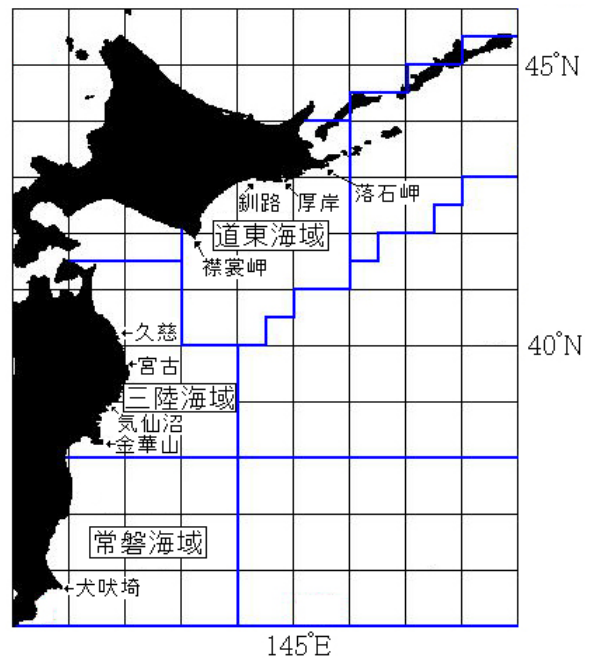 45°N
釧路
厚岸
落石岬
道東海域
襟裳岬
久慈
40°N
宮古
三陸海域
気仙沼
金華山
常磐海域
犬吠埼
145°E